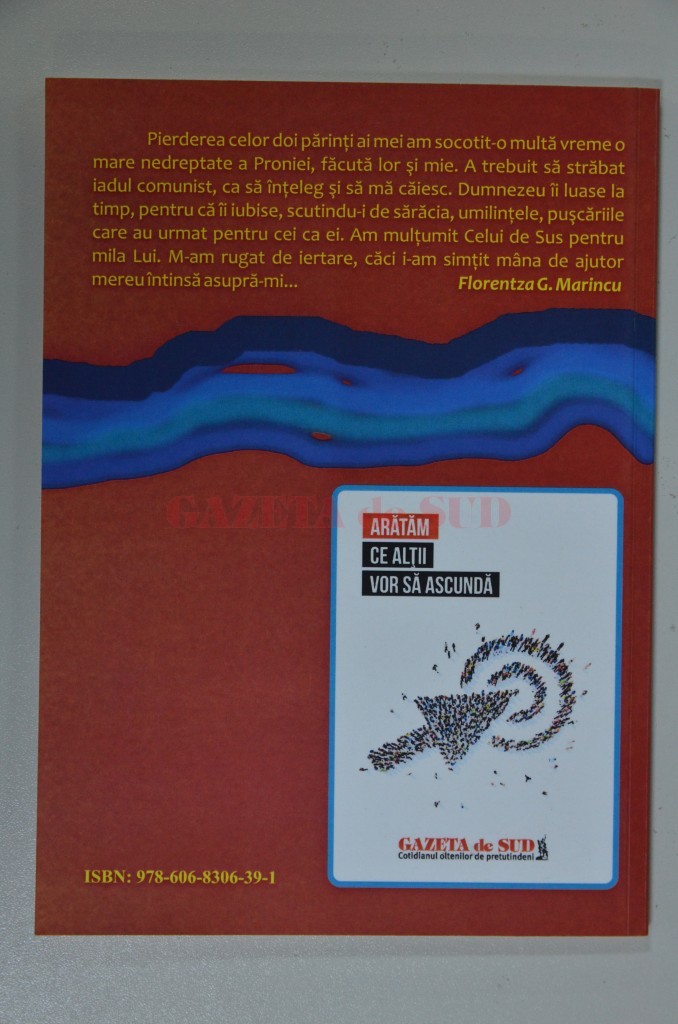 Pierderea celor doi părinți ai mei am socotit-o multă vreme o
mare nedreptate a Proniei, făcută lor și mie. A trebuit să străbat
iadul comunist, ca să înțeleg și să mă căiesc. Dumnezeu îi luase la
timp, pentru că îi iubise, scutindu-i de sărăcia, umilințele, pușcăriile
care au urmat pentru cei ca ei. Am mulțumit Celui de Sus pentru
mila Lui. M-am rugat de iertare, căci i-am simțit mâna de ajutor
mereu întinsă asupră-mi... Florentza G. Marincu
GAZETA de SUD
ARĂTĂM
CE ALȚII
VOR SĂ ASCUNDĂ
GAZETA de SUD
Cotidianul oltenilor de pretutindeni
ISBN: 978-606-8306-39-1